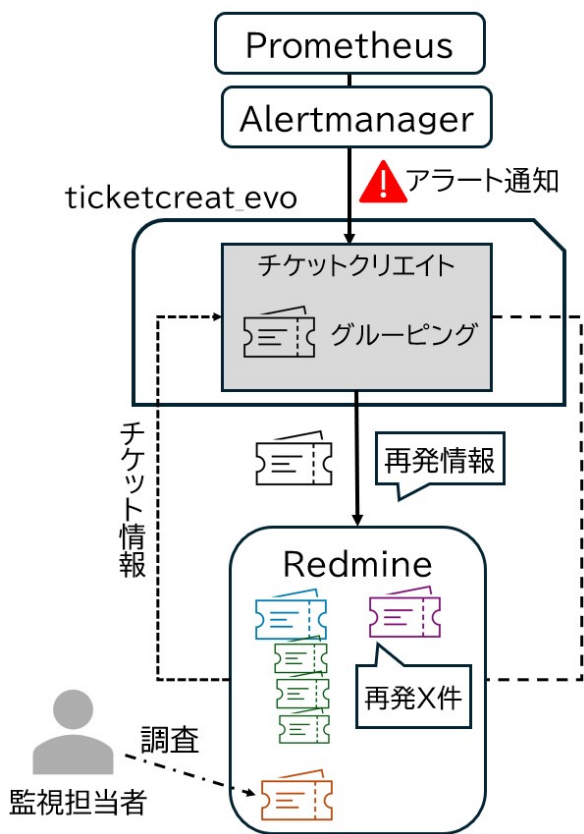 Prometheus
Alertmanager
アラート通知
ticketcreat_evo
チケットクリエイト
グルーピング
チケット情報
再発情報
Redmine
再発X件
調査
監視担当者